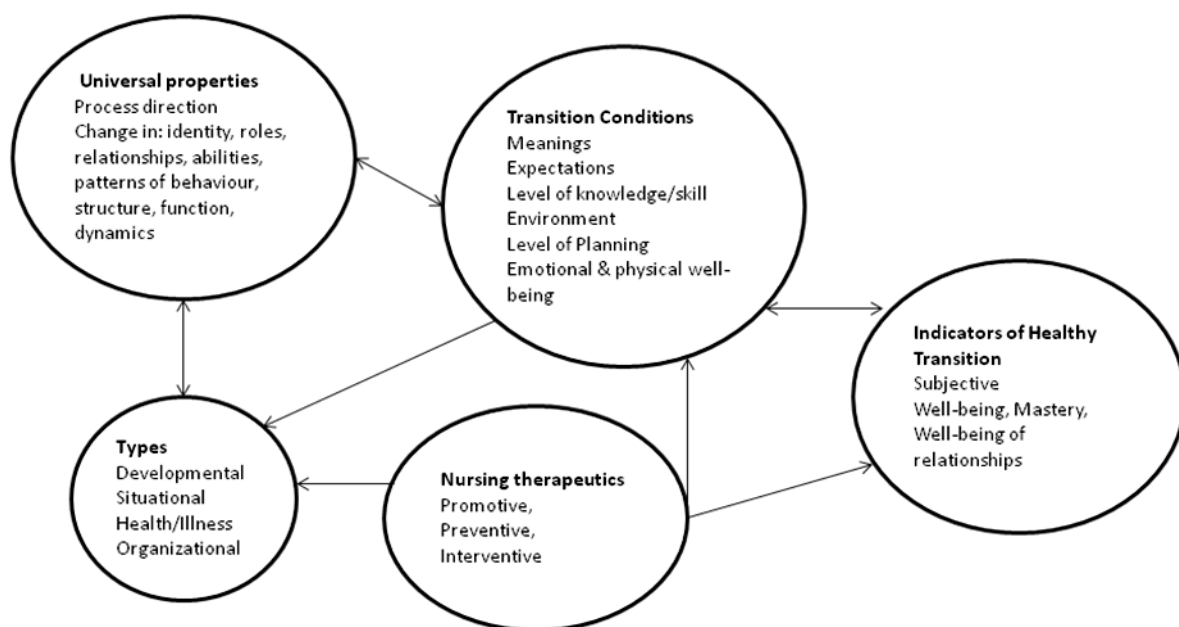 Universal properties
Process direction
Change in: identity, roles,
relationships, abilities,
patterns of behaviour,
structure, function,
dynamics
Transition Conditions
Meanings
Expectations
Level of knowledge/skill
Environment
Level of Planning
Emotional & physical well-
being
Indicators of Healthy
Transition
Subjective
Well-being, Mastery,
Well-being of
relationships
Types
Developmental
Situational
Health/Illness
Organizational
Nursing therapeutics
Promotive,
Preventive,
Interventive